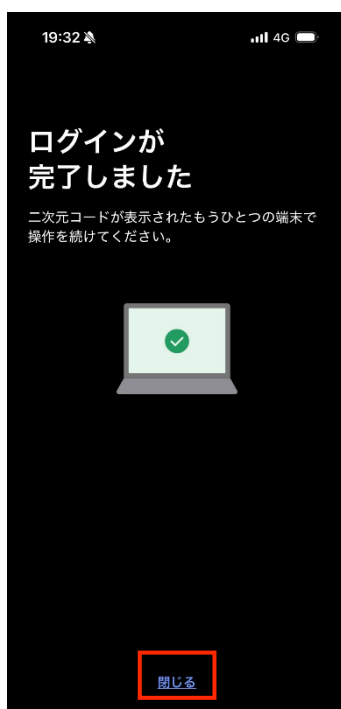 19:32 4G
ログインが
完了しました
二次元コードが表示されたもうひとつの端末で
操作を続けてください。
閉じる